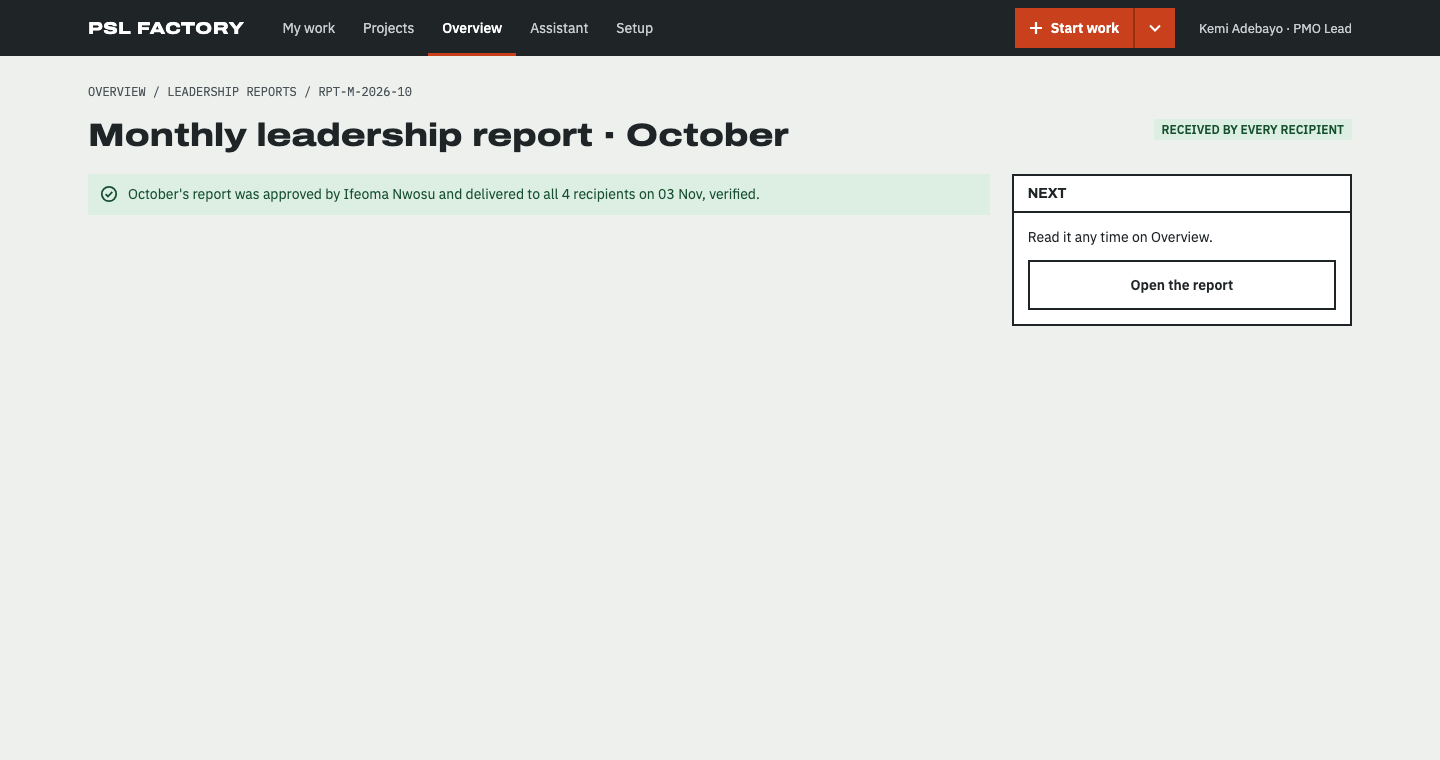 PSL FACTORY
My work
Projects
Overview
Assistant
Setup
Start work
Kemi Adebayo · PMO Lead
OVERVIEW / LEADERSHIP REPORTS / RPT-M-2026-10
Monthly leadership report · October
RECEIVED BY EVERY RECIPIENT
October's report was approved by Ifeoma Nwosu and delivered to all 4 recipients on 03 Nov, verified.
NEXT
Read it any time on Overview.
Open the report